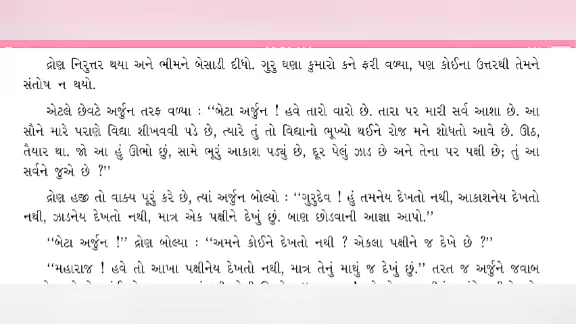 દ્રોણ નિરુત્તર થયા અને ભીમને બેસાડી દીધો. ગુરુ ઘણા કુમારો કને ફરી વળ્યા, પણ કોઈના ઉત્તરથી તેમને
સંતોષ ન થયો.
એટલે છેવટે અર્જુન તરફ વળ્યા : ‘‘બેટા અર્જુન ! હવે તારો વારો છે. તારા પર મારી સર્વ આશા છે. આ
સૌને મારે પરાણે વિદ્યા શીખવવી પડે છે, ત્યારે તું તો વિદ્યાનો ભૂખ્યો થઈને રોજ મને શોધતો આવે છે. ઊઠ,
તૈયાર થા. જો આ હું ઊભો છું, સામે ભૂરું આકાશ પડ્યું છે, દૂર પેલું ઝાડ છે અને તેના પર પક્ષી છે; તું આ
સર્વને જુએ છે ?’’
દ્રોણ હજી તો વાક્ય પૂરું કરે છે, ત્યાં અર્જુન બોલ્યો : ‘‘ગુરુદેવ ! હું તમનેય દેખતો નથી, આકાશનેય દેખતો
નથી, ઝાડનેય દેખતો નથી, માત્ર એક પક્ષીને દેખું છું. બાણ છોડવાની આજ્ઞા આપો.’’
‘‘બેટા અર્જુન !’’ દ્રોણ બોલ્યા : ‘‘અમને કોઈને દેખતો નથી ? એકલા પક્ષીને જ દેખે છે ?’’
‘‘મહારાજ ! હવે તો આખા પક્ષીનેય દેખતો નથી, માત્ર તેનું માથું જ દેખું છું.’’ તરત જ અર્જુને જવાબ